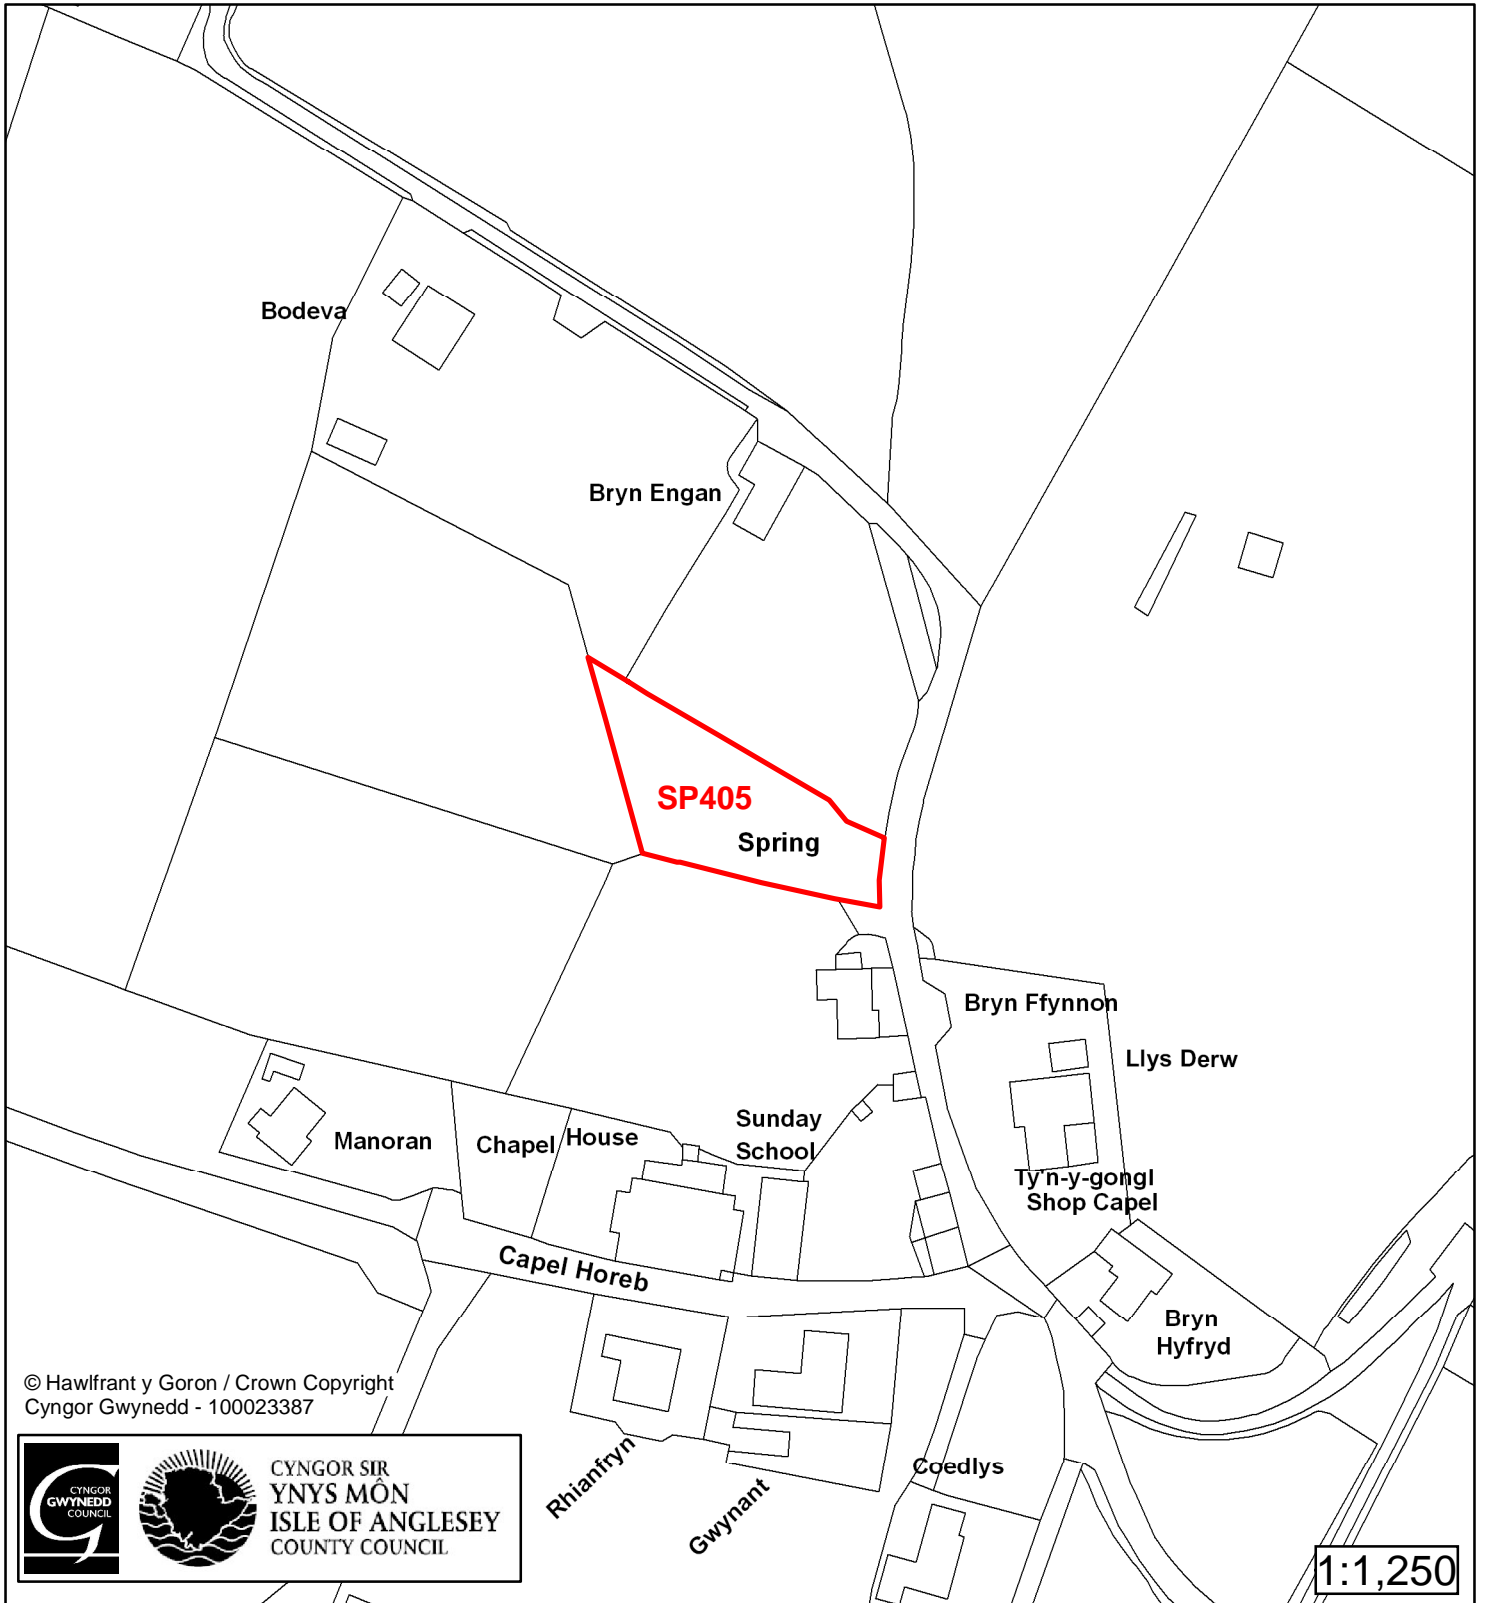 Bodeva
Bryn Engan
SP405
Spring
Bryn Ffynnon
Llys Derw
Sunday
School
Manoran
Chapel House
Ty'n-y-gongl
Shop Capel
Capel Horeb
Bryn
Hyfryd
Rhianfryn
Gwynant
Coedlys
© Hawlfrant y Goron / Crown Copyright
Cyngor Gwynedd - 100023387
CYNGOR
GWYNEDD
COUNCIL
CYNGOR SIR
YNYS MÔN
ISLE OF ANGLESEY
COUNTY COUNCIL
1:1,250